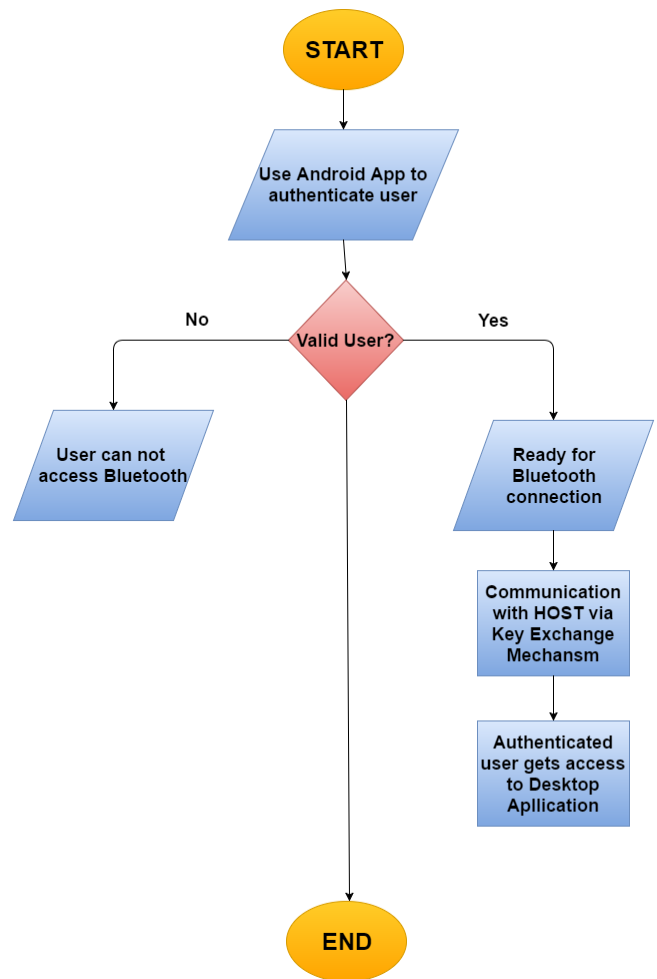 START
Use Android App to
authenticate user
No
Yes
Valid User?
User can not
access Bluetooth
Ready for
Bluetooth
connection
Communication
with HOST via
Key Exchange
Mechansm
Authenticated
user gets access
to Desktop
Apllication
END